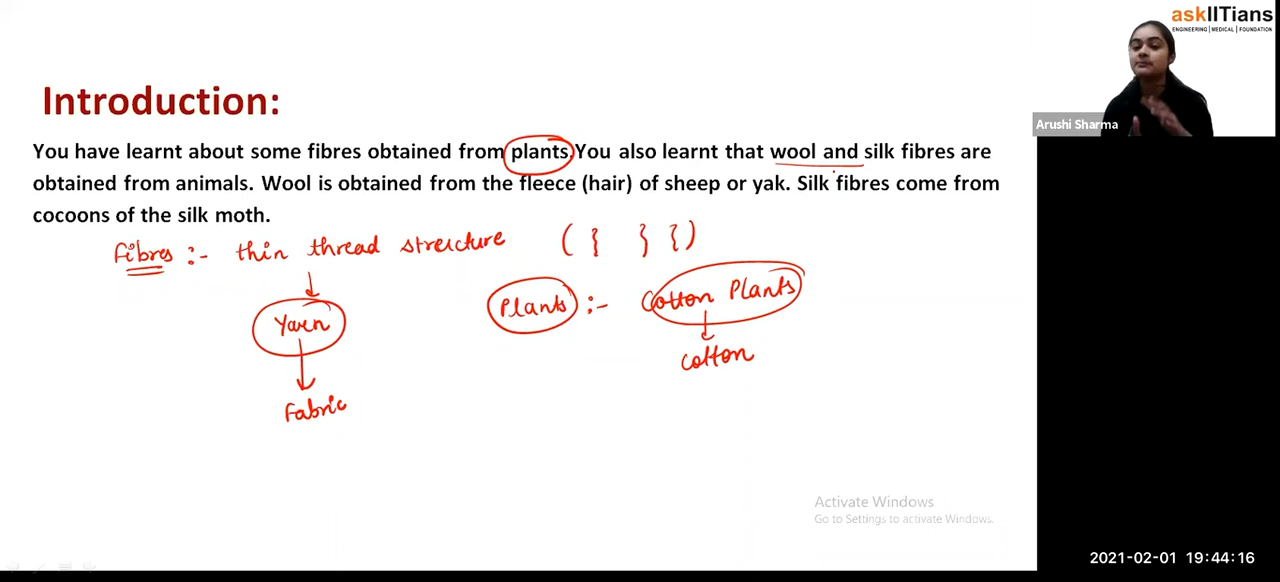 askIITians
ENGINEERING | MEDICAL | FOUNDATION
Arushi Sharma
Introduction:
You have learnt about some fibres obtained from plants.You also learnt that wool and silk fibres are
obtained from animals. Wool is obtained from the fleece (hair) of sheep or yak. Silk fibres come from
cocoons of the silk moth.
fibres :- thin thread structure ( } } } )
Yarn
Fabric
Plants :- Cotton Plants
Cotton
Activate Windows
Go to Settings to activate Windows.
2021-02-01 19:44:16